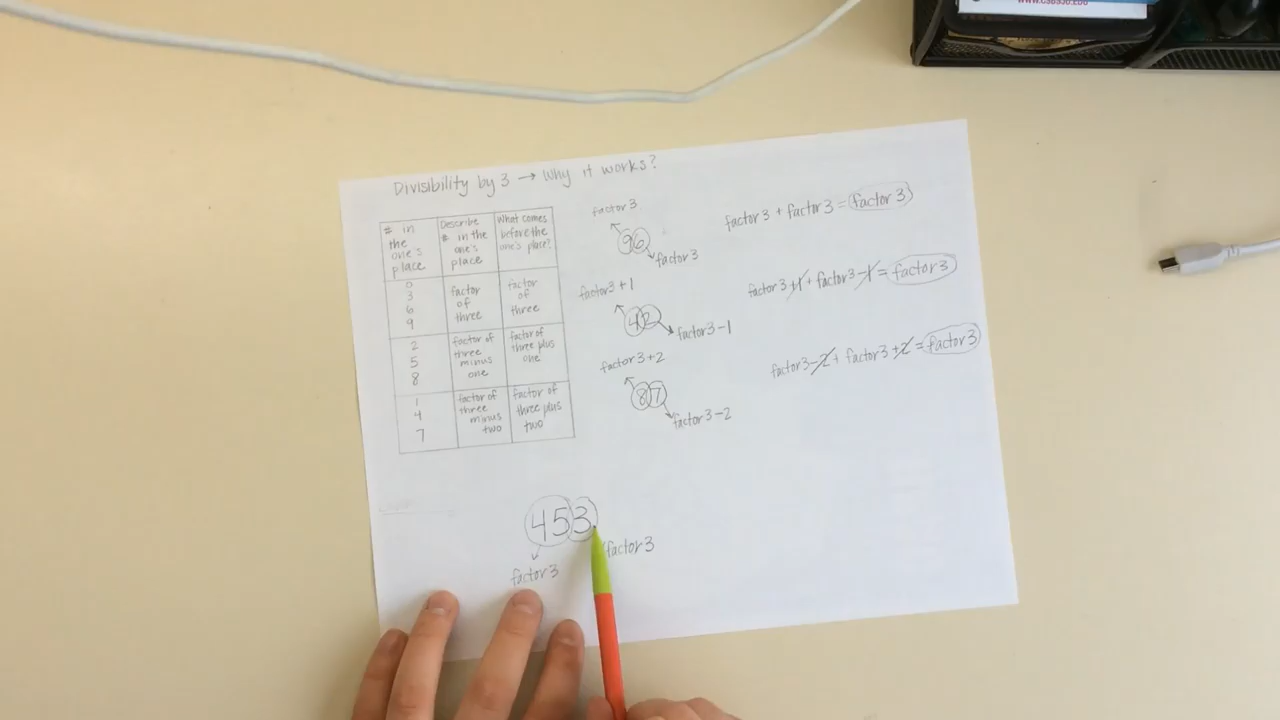 www.csbsju.edu
Divisibility by 3 → why it works?
# in
the
one's
place
Describe
# in the
one's
place
What comes
before the
one's place?
0
3
6
9
factor
of
three
factor
of
three
2
5
8
factor of
three
minus
one
factor of
three plus
one
1
4
7
factor of
three
minus
two
factor of
three plus
two
factor 3
96
factor 3
factor 3 + 1
42
factor 3 - 1
factor 3 + 2
87
factor 3 - 2
factor 3 + factor 3 = factor 3
factor 3 + 1 + factor 3 - 1 = factor 3
factor 3 - 2 + factor 3 + 2 = factor 3
453
factor 3
factor 3